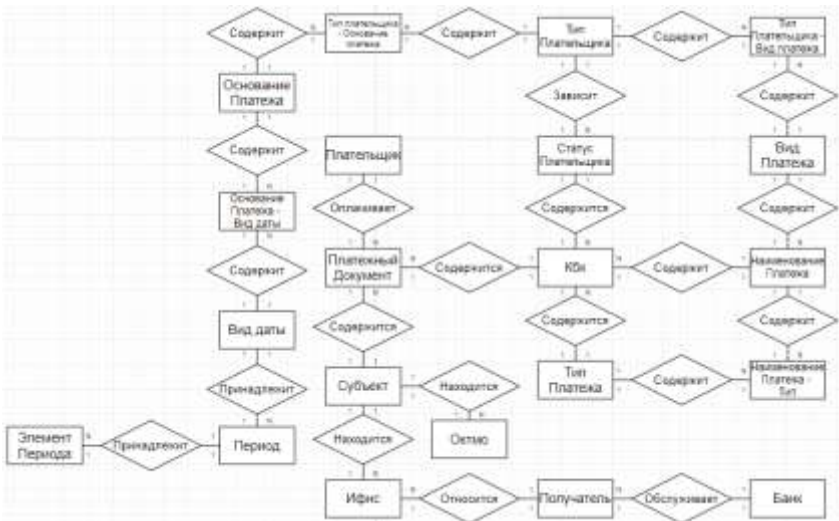 Содержит
Тип плательщика
- Основание
платежа
Содержит
Тип
Плательщика
Содержит
Тип
Плательщика -
Вид платежа
Основание
Платежа
Зависит
Содержит
Содержит
Плательщик
Статус
Плательщика
Вид
Платежа
Основание
Платежа -
Вид даты
Оплачивает
Содержится
Содержит
Содержит
Платежный
Документ
Содержится
Кбк
Содержит
Наименование
Платежа
Вид даты
Содержится
Содержится
Содержит
Принадлежит
Субъект
Находится
Тип
Платежа
Содержит
Наименование
Платежа -
Тип
Элемент
Периода
Принадлежит
Период
Находится
Октмо
Ифнс
Относится
Получатель
Обслуживает
Банк